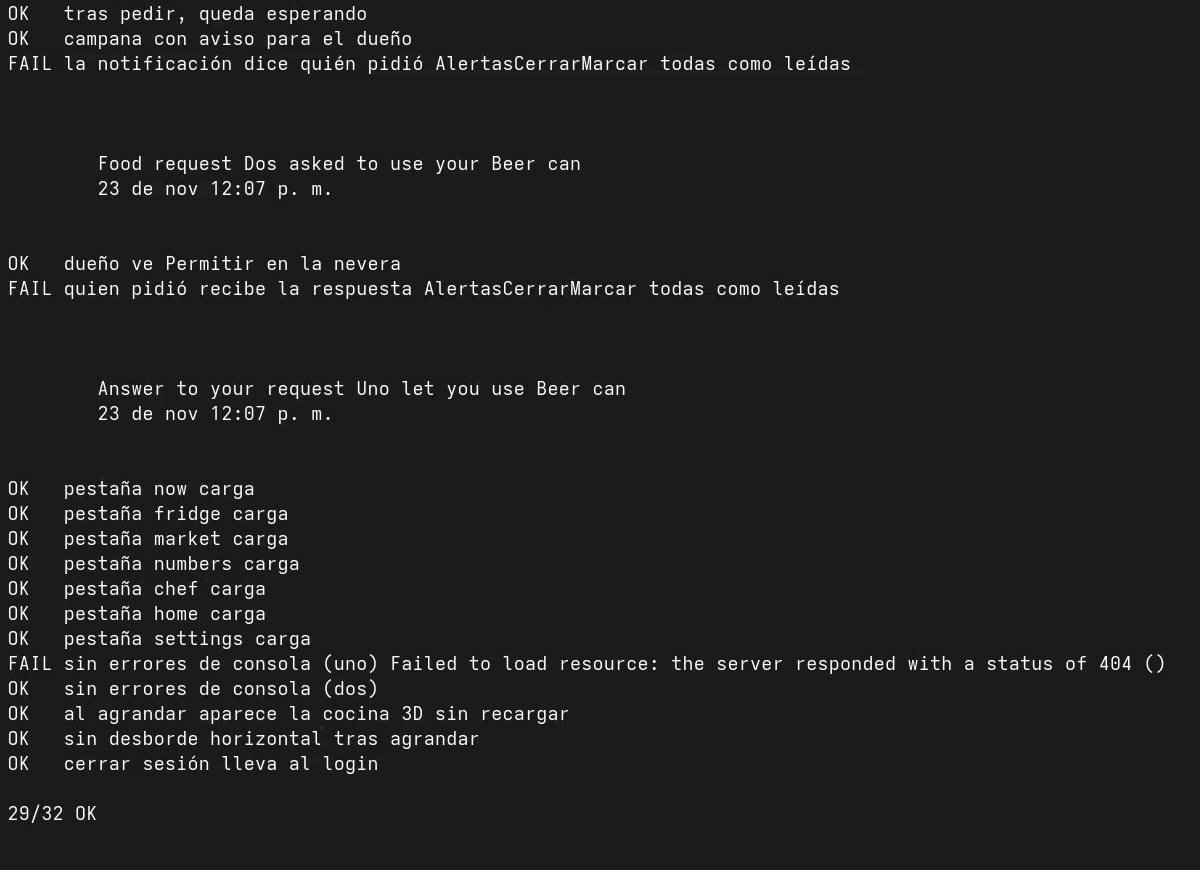 OK   tras pedir, queda esperando
OK   campana con aviso para el dueño
FAIL la notificación dice quién pidió AlertasCerrarMarcar todas como leídas
Food request Dos asked to use your Beer can
23 de nov 12:07 p. m.
OK   dueño ve Permitir en la nevera
FAIL quien pidió recibe la respuesta AlertasCerrarMarcar todas como leídas
Answer to your request Uno let you use Beer can
23 de nov 12:07 p. m.
OK   pestaña now carga
OK   pestaña fridge carga
OK   pestaña market carga
OK   pestaña numbers carga
OK   pestaña chef carga
OK   pestaña home carga
OK   pestaña settings carga
FAIL sin errores de consola (uno) Failed to load resource: the server responded with a status of 404 ()
OK   sin errores de consola (dos)
OK   al agrandar aparece la cocina 3D sin recargar
OK   sin desborde horizontal tras agrandar
OK   cerrar sesión lleva al login
29/32 OK